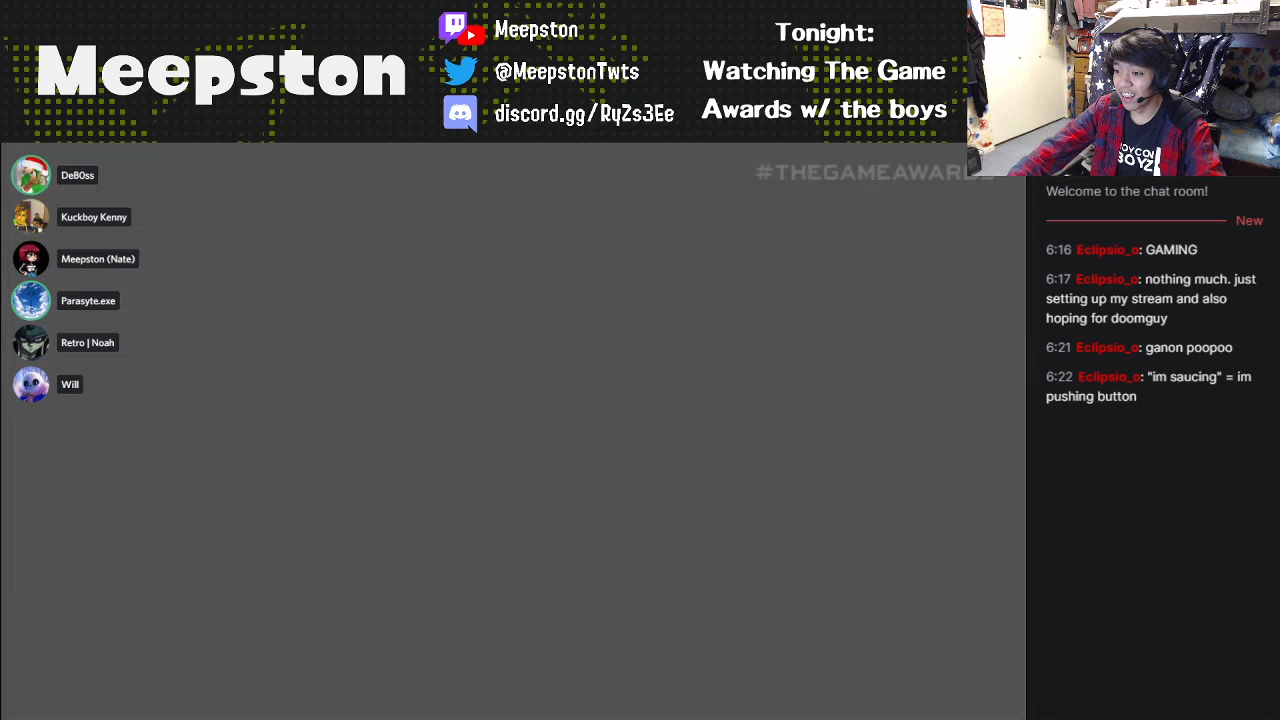 Meepston
Meepston
@MeepstonTwts
discord.gg/RyZs3Ee
Tonight:
Watching The Game
Awards w/ the boys
BOYZ
#THEGAMEAWARDS
DeB0ss
Kuckboy Kenny
Meepston (Nate)
Parasyte.exe
Retro | Noah
Will
Welcome to the chat room!
New
6:16 Eclipsio_o: GAMING
6:17 Eclipsio_o: nothing much. just
setting up my stream and also
hoping for doomguy
6:21 Eclipsio_o: ganon poopoo
6:22 Eclipsio_o: "im saucing" = im
pushing button